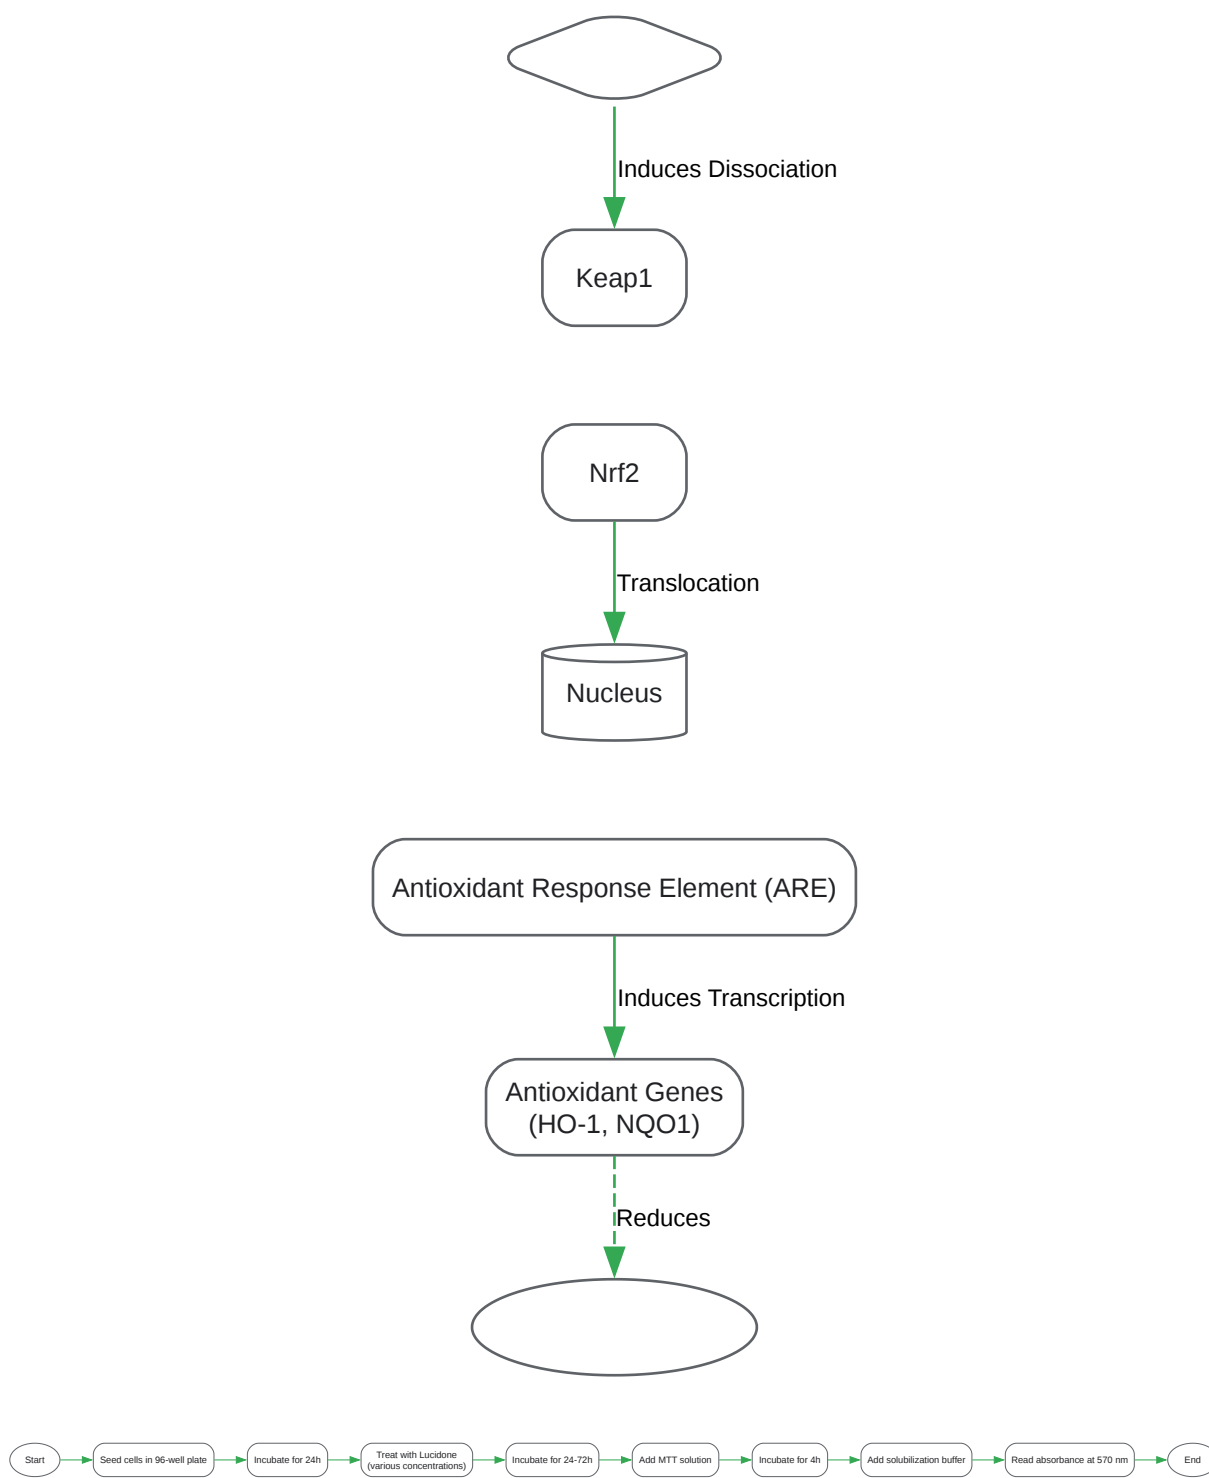 Induces Dissociation
Keap1
Nrf2
Translocation
Nucleus
Antioxidant Response Element (ARE)
Induces Transcription
Antioxidant Genes
(HO-1, NQO1)
Reduces
Start
Seed cells in 96-well plate
Incubate for 24h
Treat with Lucidone
(various concentrations)
Incubate for 24-72h
Add MTT solution
Incubate for 4h
Add solubilization buffer
Read absorbance at 570 nm
End